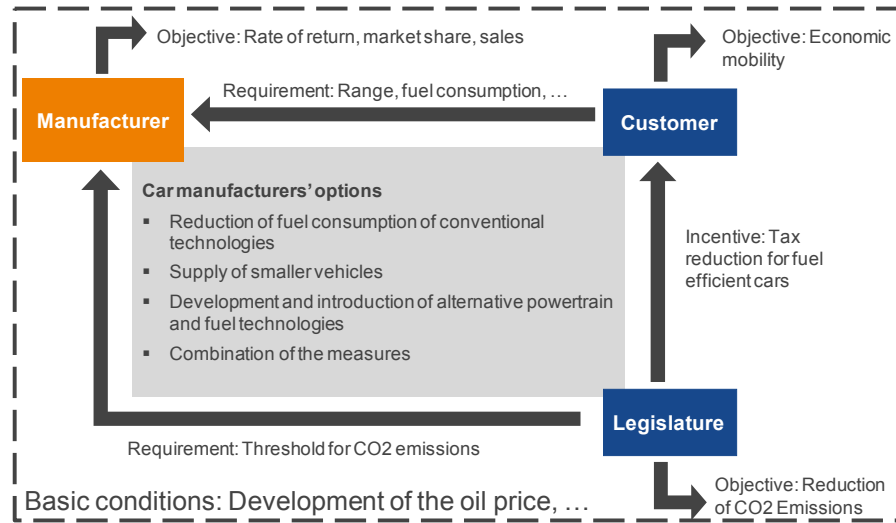 Objective: Rate of return, market share, sales
Objective: Economic
mobility
Requirement: Range, fuel consumption, …
Manufacturer
Customer
Car manufacturers' options
▪ Reduction of fuel consumption of conventional
technologies
▪ Supply of smaller vehicles
▪ Development and introduction of alternative powertrain
and fuel technologies
▪ Combination of the measures
Incentive: Tax
reduction for fuel
efficient cars
Legislature
Requirement: Threshold for CO2 emissions
Objective: Reduction
of CO2 Emissions
Basic conditions: Development of the oil price, …